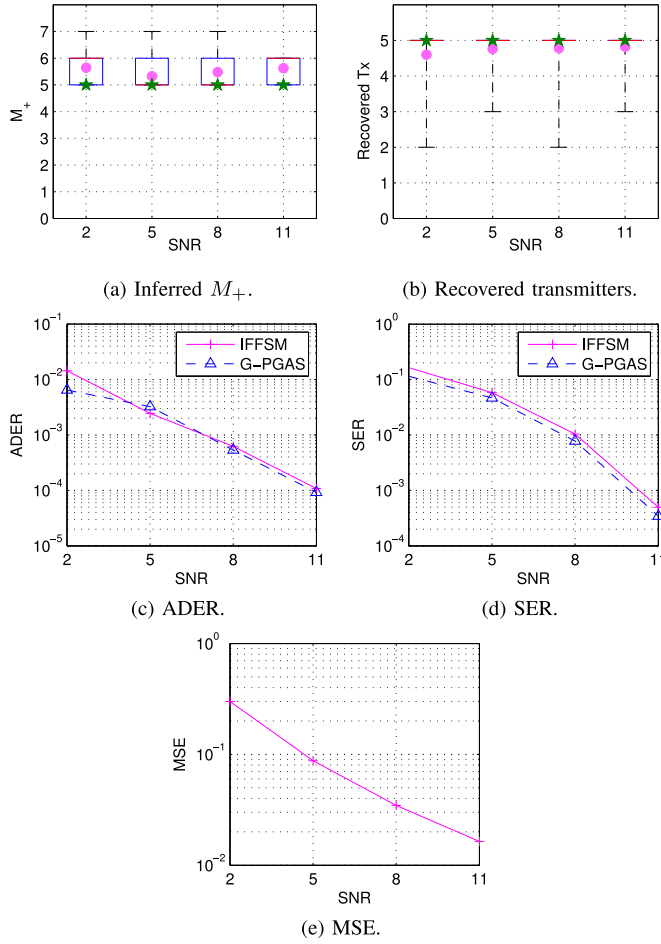 7
6
5
4
3
2
1
0
M+
2 5 8 11
SNR
(a) Inferred M+.
6
5
4
3
2
1
0
Recovered Tx
2 5 8 11
SNR
(b) Recovered transmitters.
10^-1
10^-2
10^-3
10^-4
10^-5
ADER
IFFSM
G-PGAS
2 5 8 11
SNR
(c) ADER.
10^0
10^-1
10^-2
10^-3
10^-4
SER
IFFSM
G-PGAS
2 5 8 11
SNR
(d) SER.
10^0
10^-1
10^-2
MSE
2 5 8 11
SNR
(e) MSE.